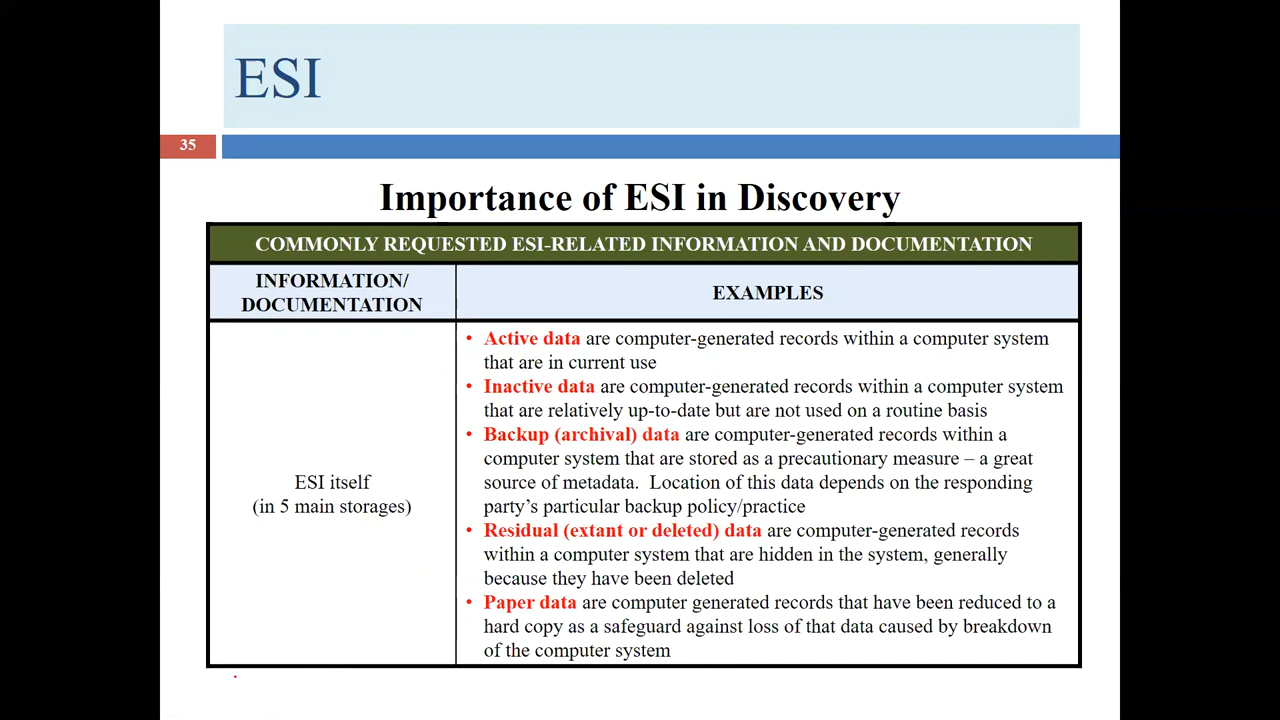 ESI
35
Importance of ESI in Discovery
COMMONLY REQUESTED ESI-RELATED INFORMATION AND DOCUMENTATION
INFORMATION/
DOCUMENTATION
EXAMPLES
ESI itself
(in 5 main storages)
• Active data are computer-generated records within a computer system
that are in current use
• Inactive data are computer-generated records within a computer system
that are relatively up-to-date but are not used on a routine basis
• Backup (archival) data are computer-generated records within a
computer system that are stored as a precautionary measure – a great
source of metadata.  Location of this data depends on the responding
party’s particular backup policy/practice
• Residual (extant or deleted) data are computer-generated records
within a computer system that are hidden in the system, generally
because they have been deleted
• Paper data are computer generated records that have been reduced to a
hard copy as a safeguard against loss of that data caused by breakdown
of the computer system